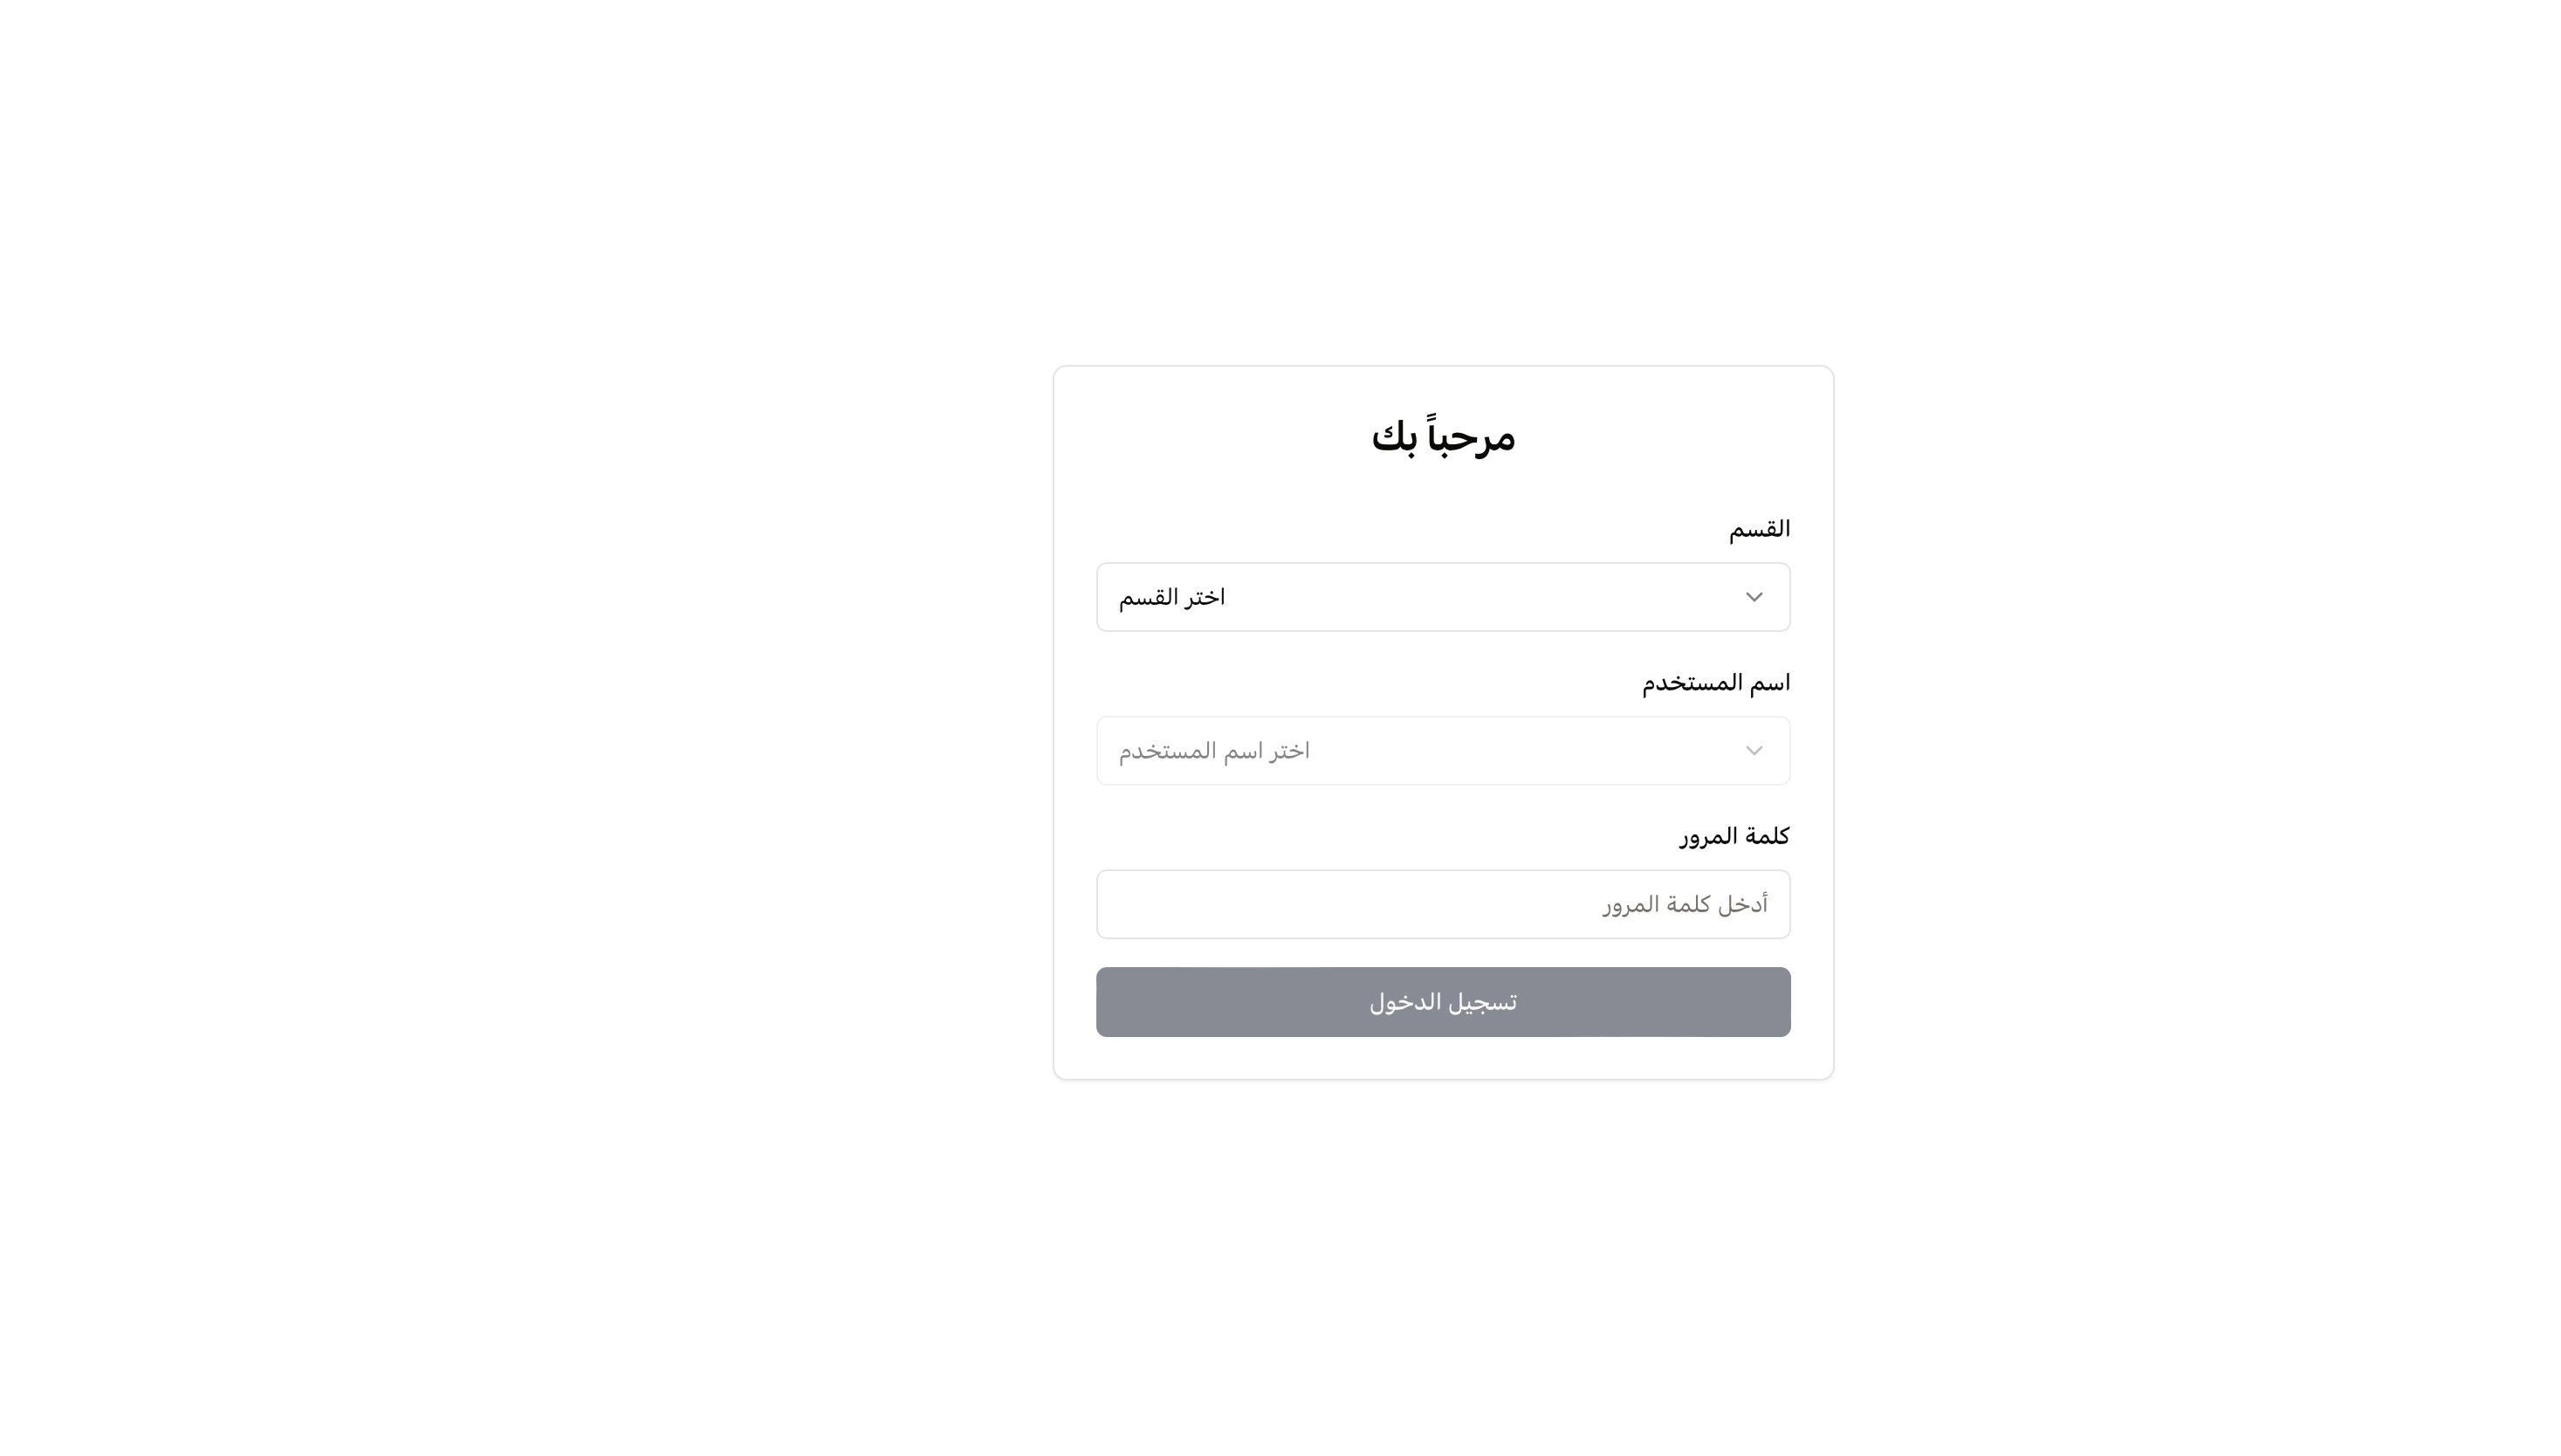 مرحباً بك
القسم
اختر القسم
اسم المستخدم
اختر اسم المستخدم
كلمة المرور
أدخل كلمة المرور
تسجيل الدخول